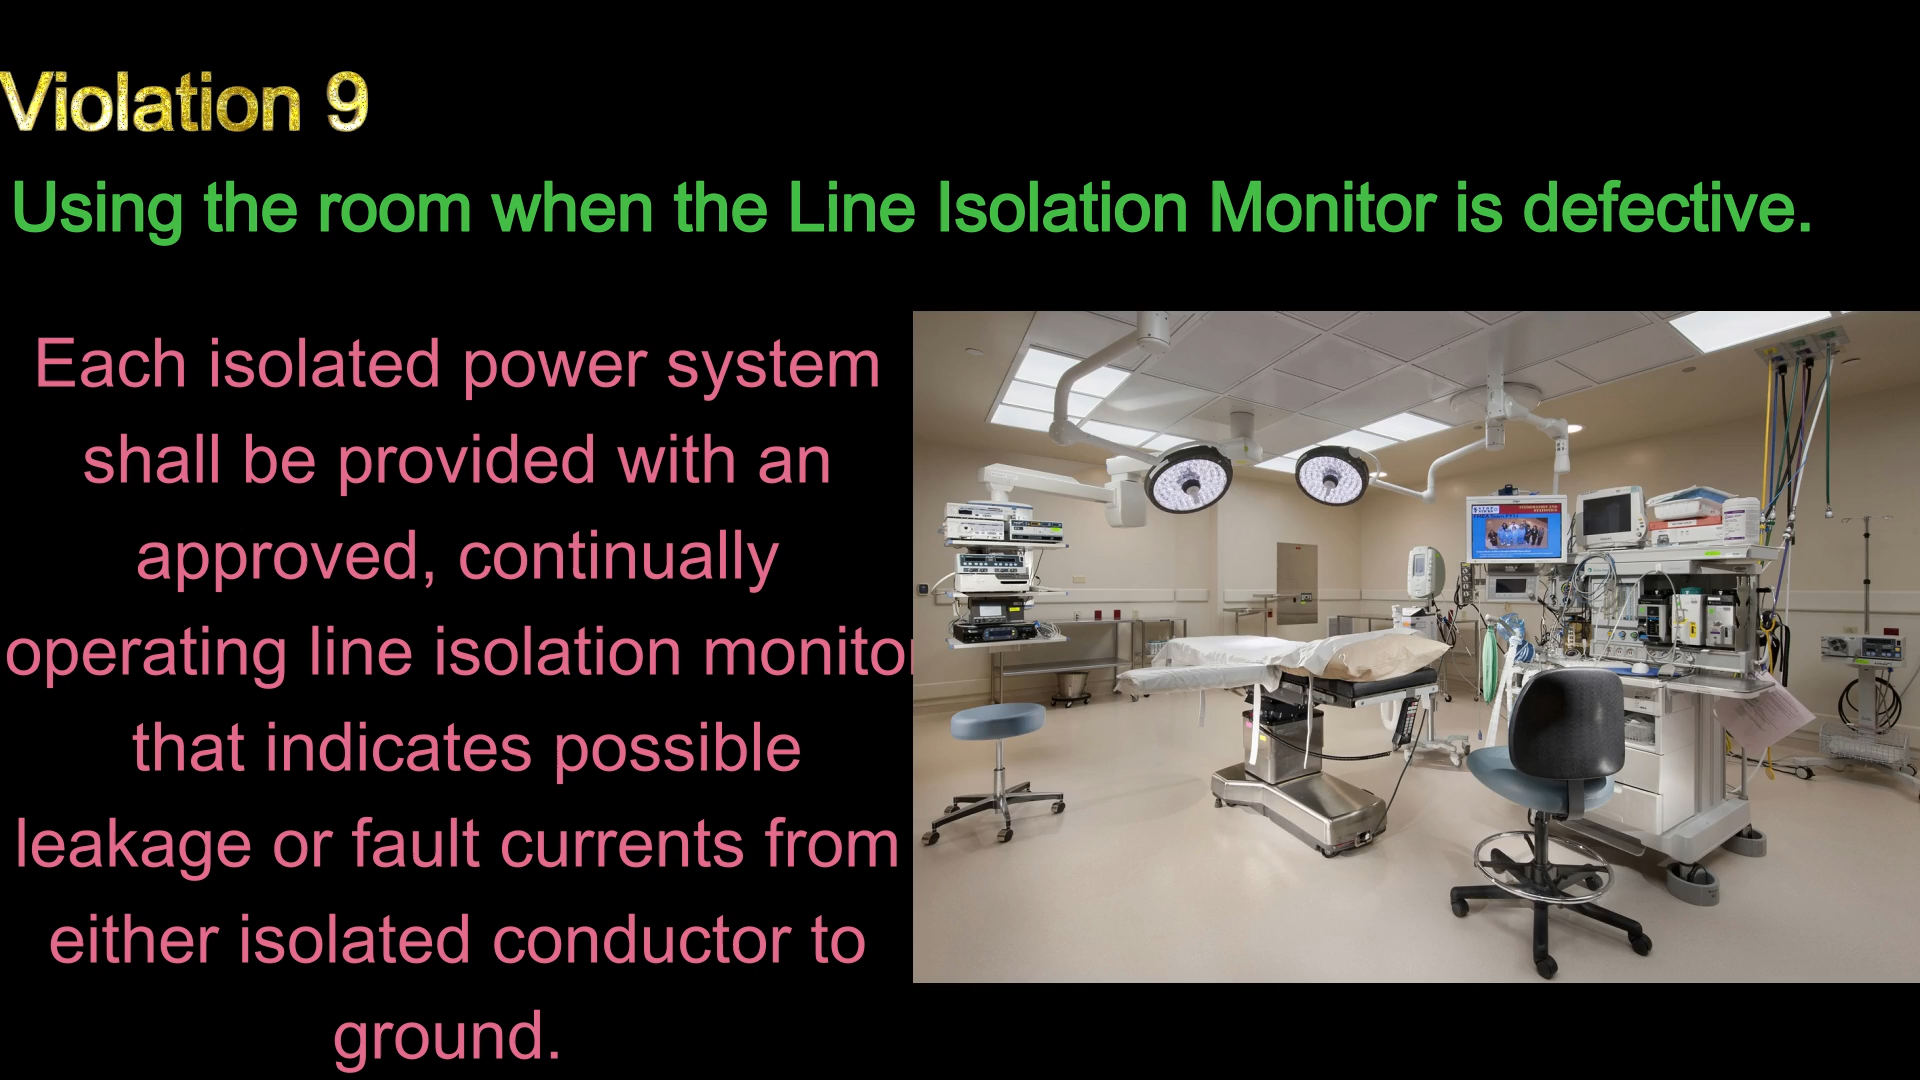 Violation 9
Using the room when the Line Isolation Monitor is defective.
Each isolated power system
shall be provided with an
approved, continually
operating line isolation monitor
that indicates possible
leakage or fault currents from
either isolated conductor to
ground.